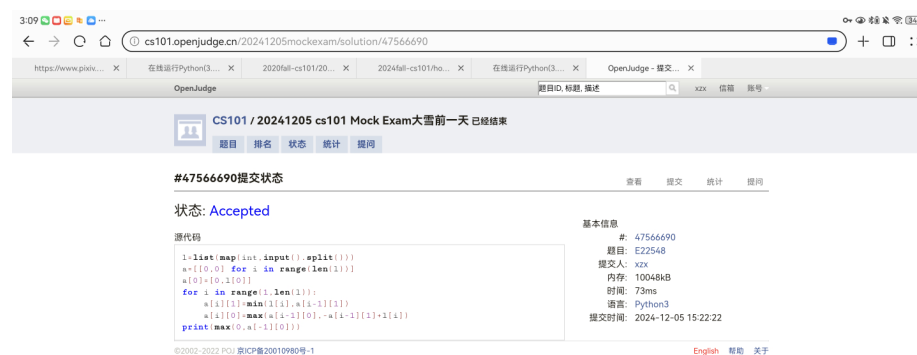 3:09 ...
cs101.openjudge.cn/20241205mockexam/solution/47566690
https://www.pixiv.... × 在线运行Python(3.... × 2020fall-cs101/20... × 2024fall-cs101/ho... × 在线运行Python(3.... × OpenJudge - 提交... ×
OpenJudge 题目ID, 标题, 描述 xzx 信箱 账号
CS101 / 20241205 cs101 Mock Exam大雪前一天 已经结束
题目 排名 状态 统计 提问
#47566690提交状态 查看 提交 统计 提问
状态: Accepted
源代码
l=list(map(int,input().split()))
a=[[0,0] for i in range(len(l))]
a[0]=[0,l[0]]
for i in range(1,len(l)):
    a[i][1]=min(l[i],a[i-1][1])
    a[i][0]=max(a[i-1][0],-a[i-1][1]+l[i])
print(max(0,a[-1][0]))
基本信息
#: 47566690
题目: E22548
提交人: xzx
内存: 10048kB
时间: 73ms
语言: Python3
提交时间: 2024-12-05 15:22:22
©2002-2022 POJ 京ICP备20010980号-1 English 帮助 关于